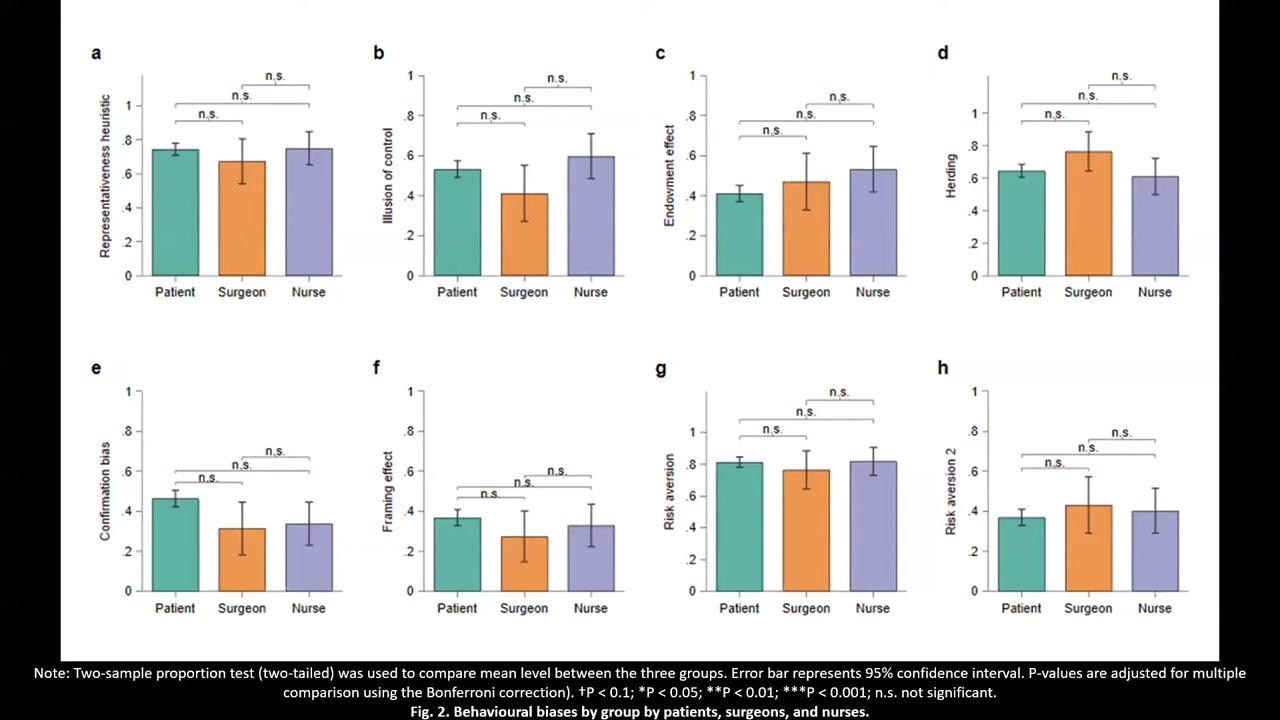 a
Representativeness heuristic
1
.8
.6
.4
.2
0
n.s.
n.s.
n.s.
Patient Surgeon Nurse
b
Illusion of control
1
.8
.6
.4
.2
0
n.s.
n.s.
n.s.
Patient Surgeon Nurse
c
Endowment effect
1
.8
.6
.4
.2
0
n.s.
n.s.
n.s.
Patient Surgeon Nurse
d
Herding
1
.8
.6
.4
.2
0
n.s.
n.s.
n.s.
Patient Surgeon Nurse
e
Confirmation bias
1
.8
.6
.4
.2
0
n.s.
n.s.
n.s.
Patient Surgeon Nurse
f
Framing effect
1
.8
.6
.4
.2
0
n.s.
n.s.
n.s.
Patient Surgeon Nurse
g
Risk aversion
1
.8
.6
.4
.2
0
n.s.
n.s.
n.s.
Patient Surgeon Nurse
h
Risk aversion 2
1
.8
.6
.4
.2
0
n.s.
n.s.
n.s.
Patient Surgeon Nurse
Note: Two-sample proportion test (two-tailed) was used to compare mean level between the three groups. Error bar represents 95% confidence interval. P-values are adjusted for multiple
comparison using the Bonferroni correction). †P < 0.1; *P < 0.05; **P < 0.01; ***P < 0.001; n.s. not significant.
Fig. 2. Behavioural biases by group by patients, surgeons, and nurses.